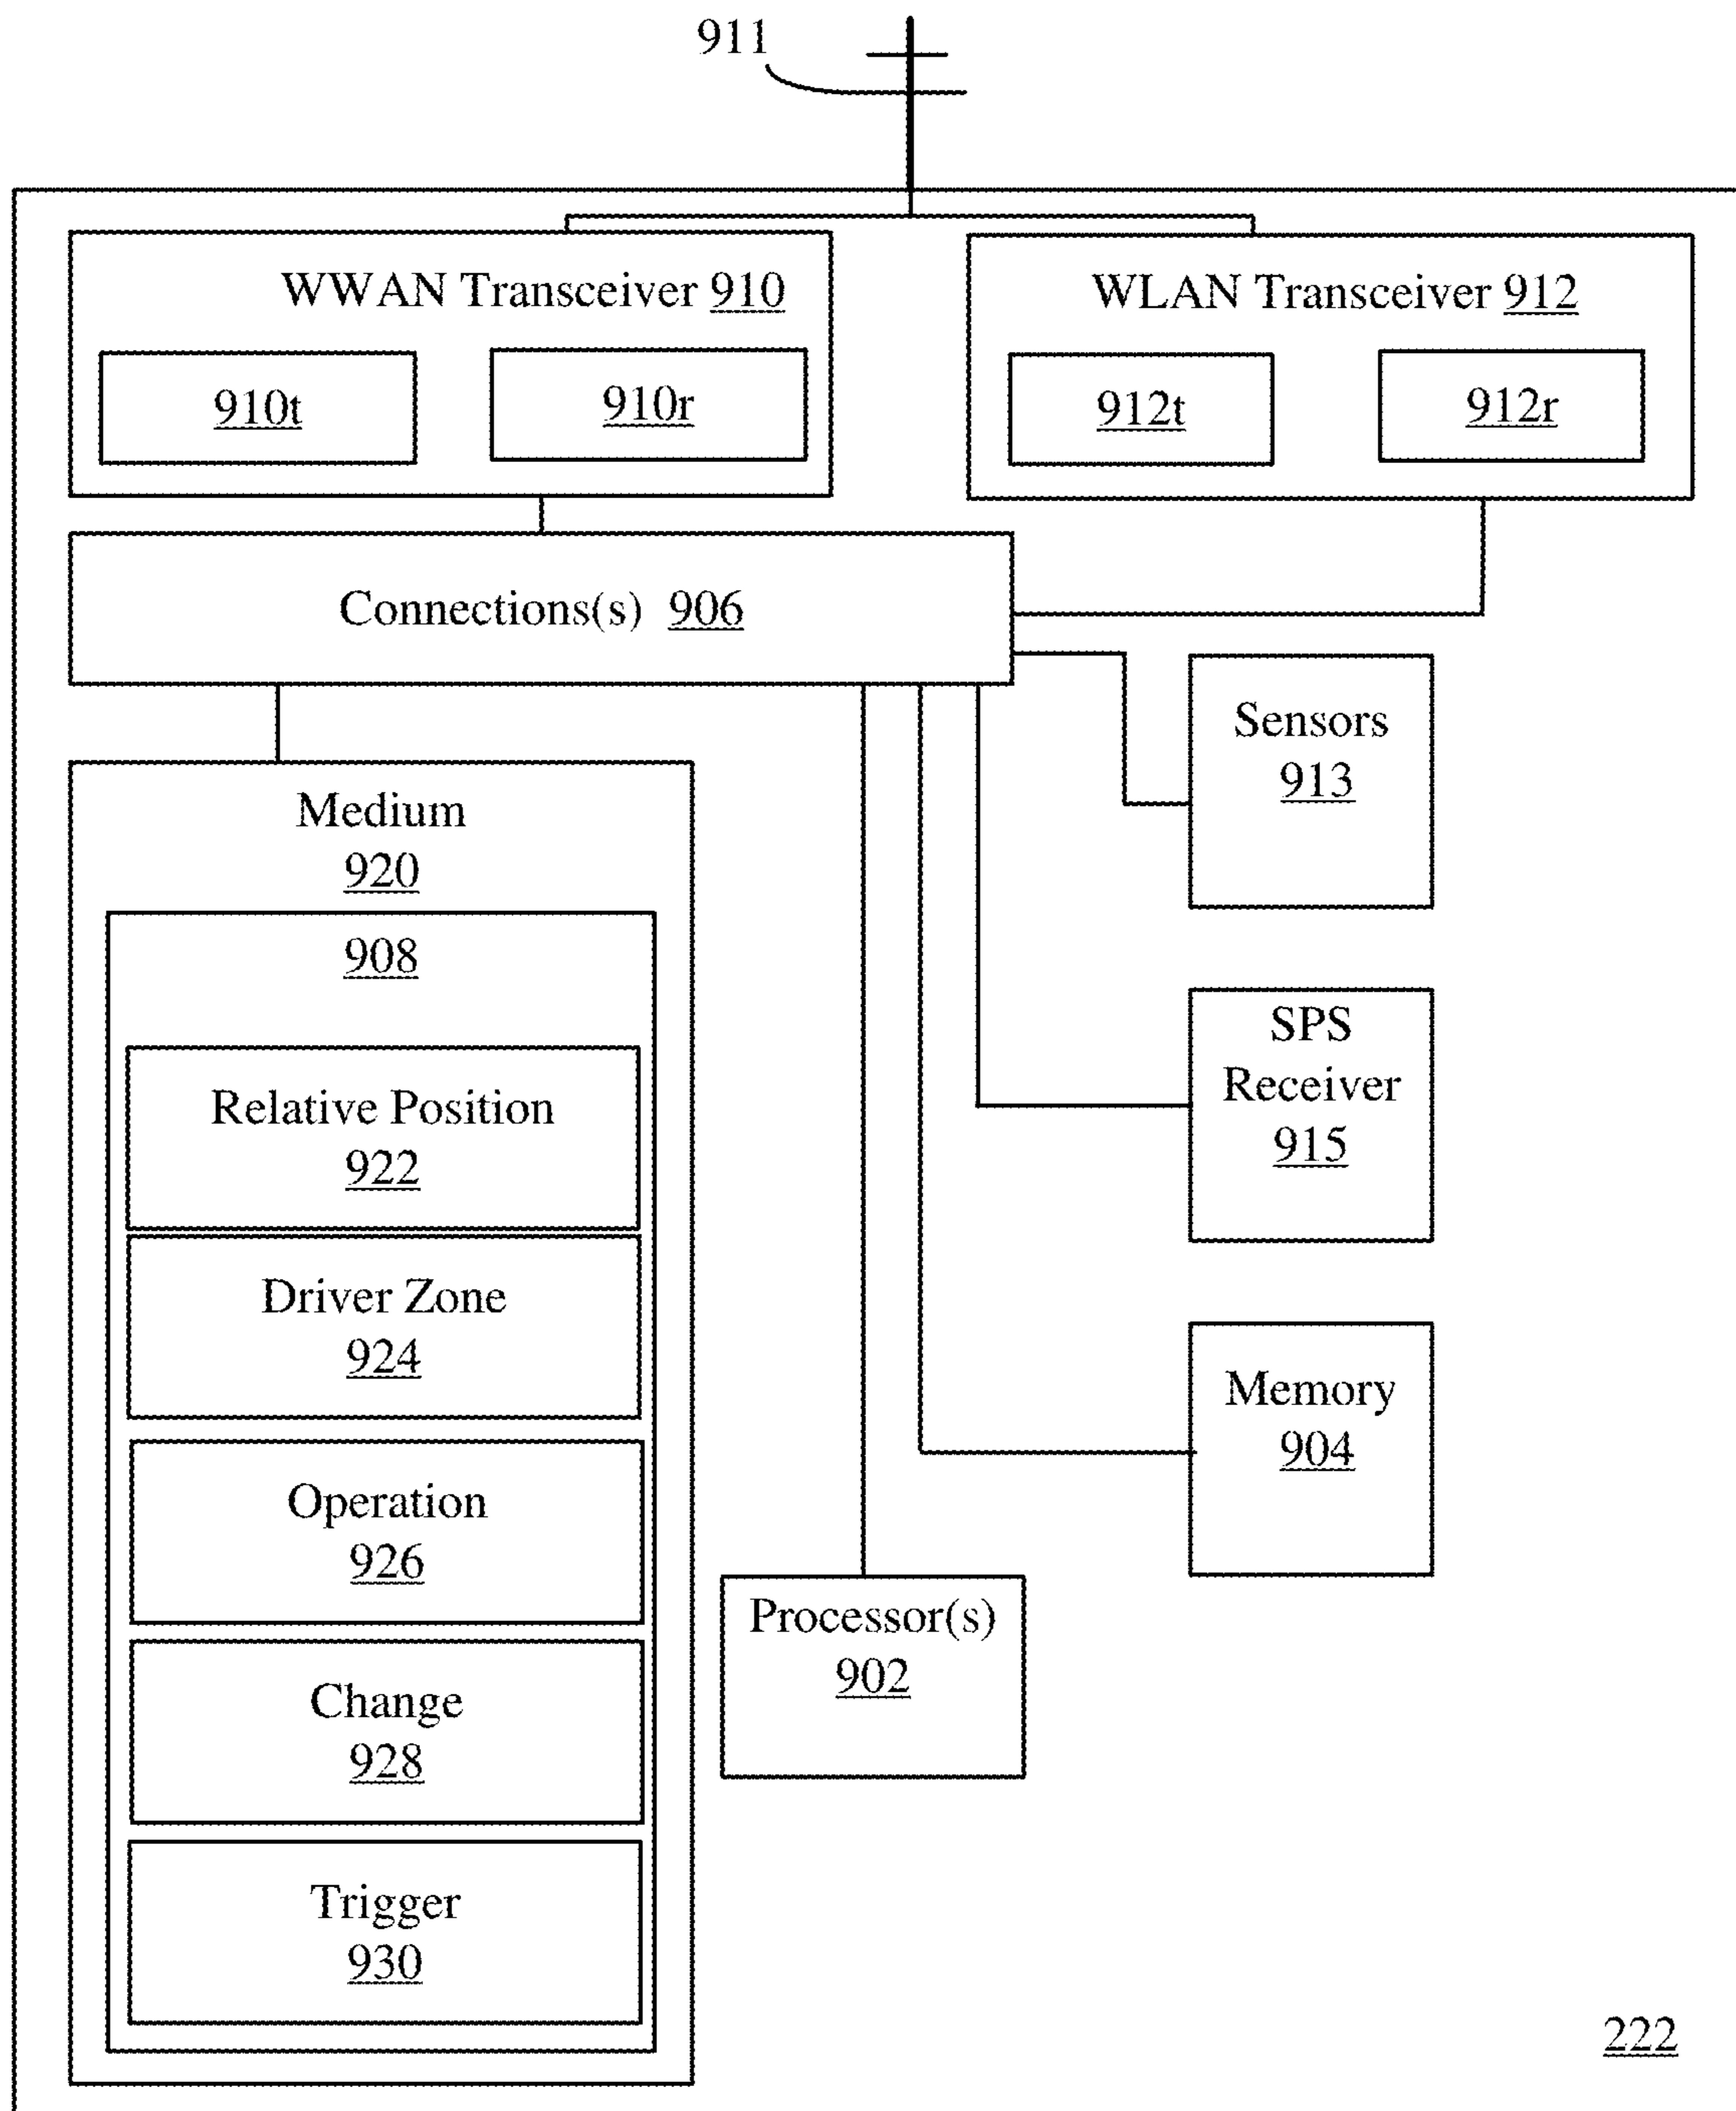 911
WWAN Transceiver 910
910t
910r
WLAN Transceiver 912
912t
912r
Connections(s) 906
Sensors
913
Medium
920
908
Relative Position
922
Driver Zone
924
Operation
926
Change
928
Trigger
930
SPS
Receiver
915
Memory
904
Processor(s)
902
222